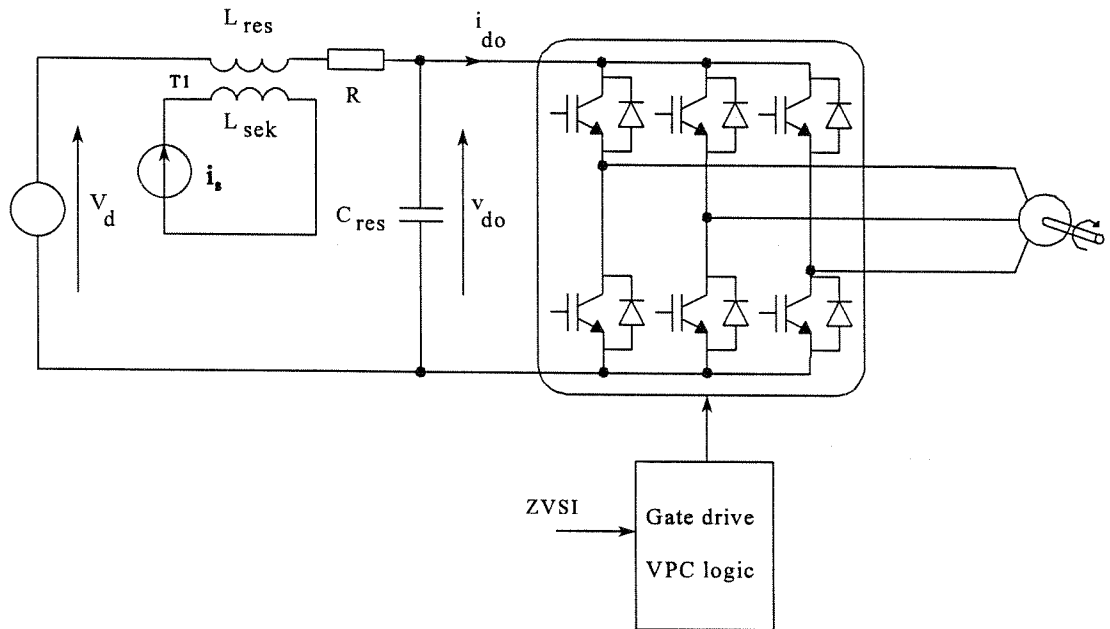 L res
i do
T1
R
L sek
V d
i s
C res
v do
ZVSI
Gate drive
VPC logic